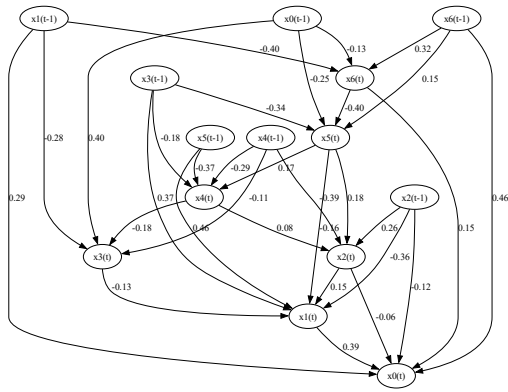 x1(t-1) x0(t-1) x6(t-1)
-0.40 -0.13 0.32
x3(t-1) -0.25 x6(t) 0.15
-0.34 -0.40
-0.28 0.40 -0.18 x5(t-1) x4(t-1) x5(t)
-0.37 -0.29 0.17
0.29 0.37 x4(t) -0.11 -0.39 0.18 x2(t-1) 0.46
-0.18 0.46 0.08 -0.16 0.26 0.15
x3(t) x2(t) -0.36
-0.13 0.15 -0.12
x1(t) -0.06
0.39
x0(t)